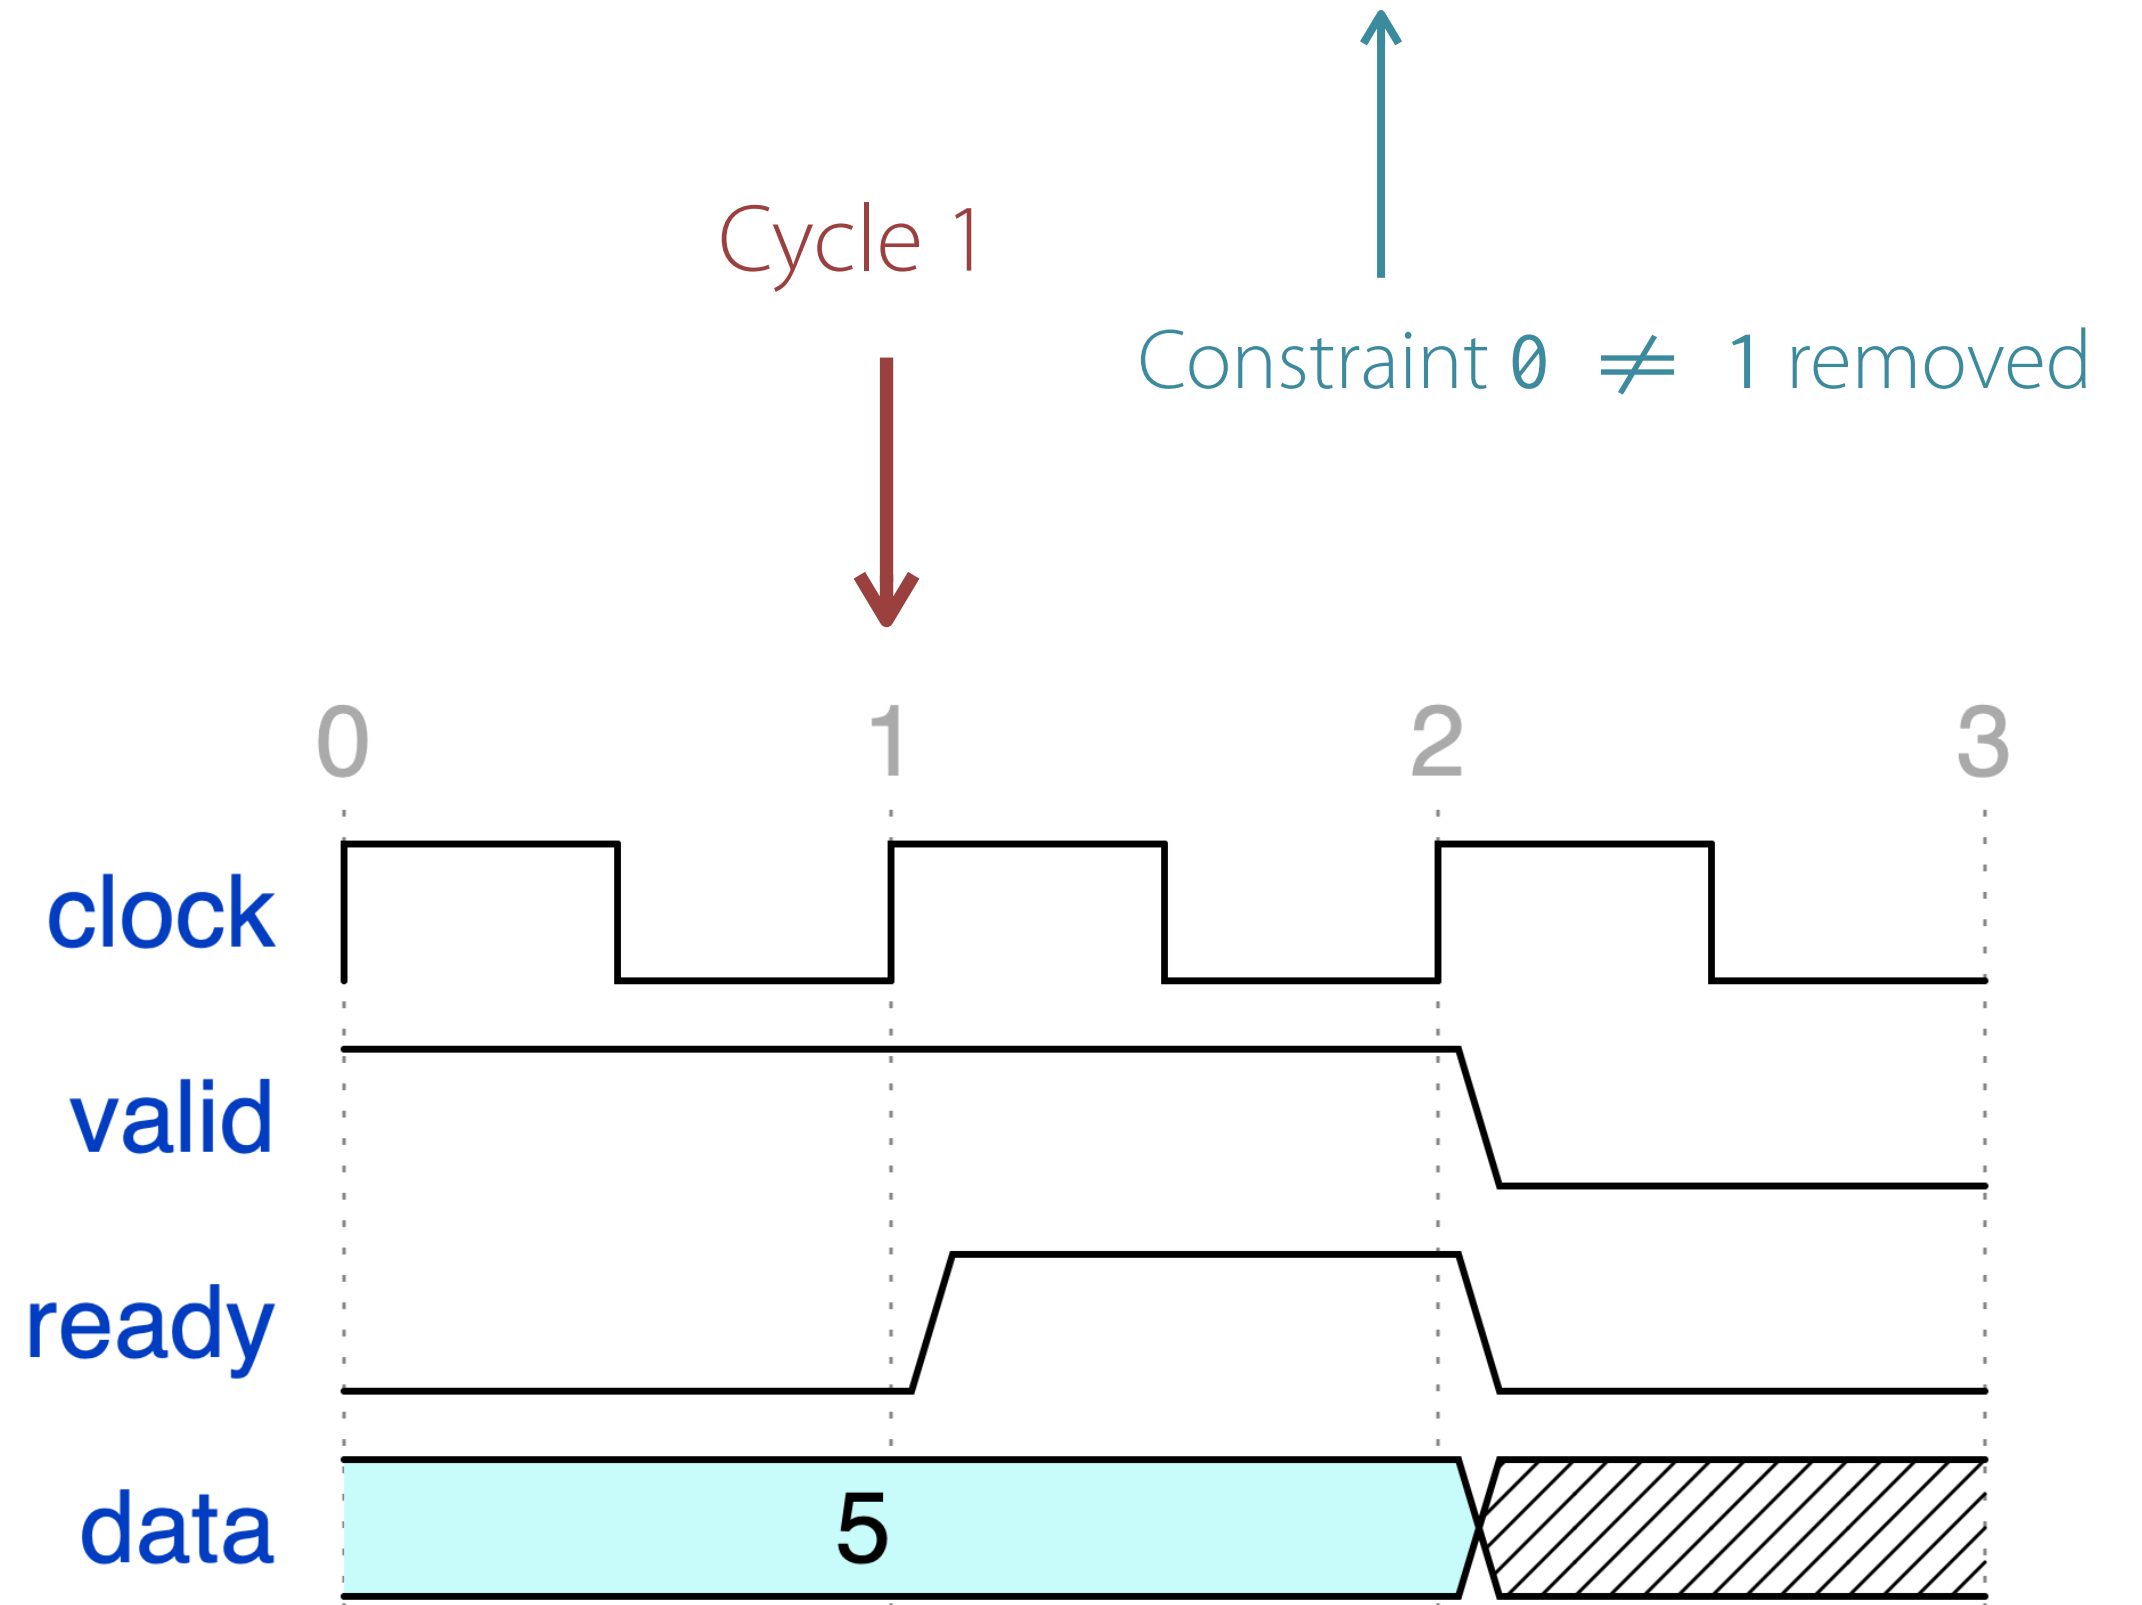 Cycle 1
Constraint 0 ≠ 1 removed
0 1 2 3
clock
valid
ready
data 5